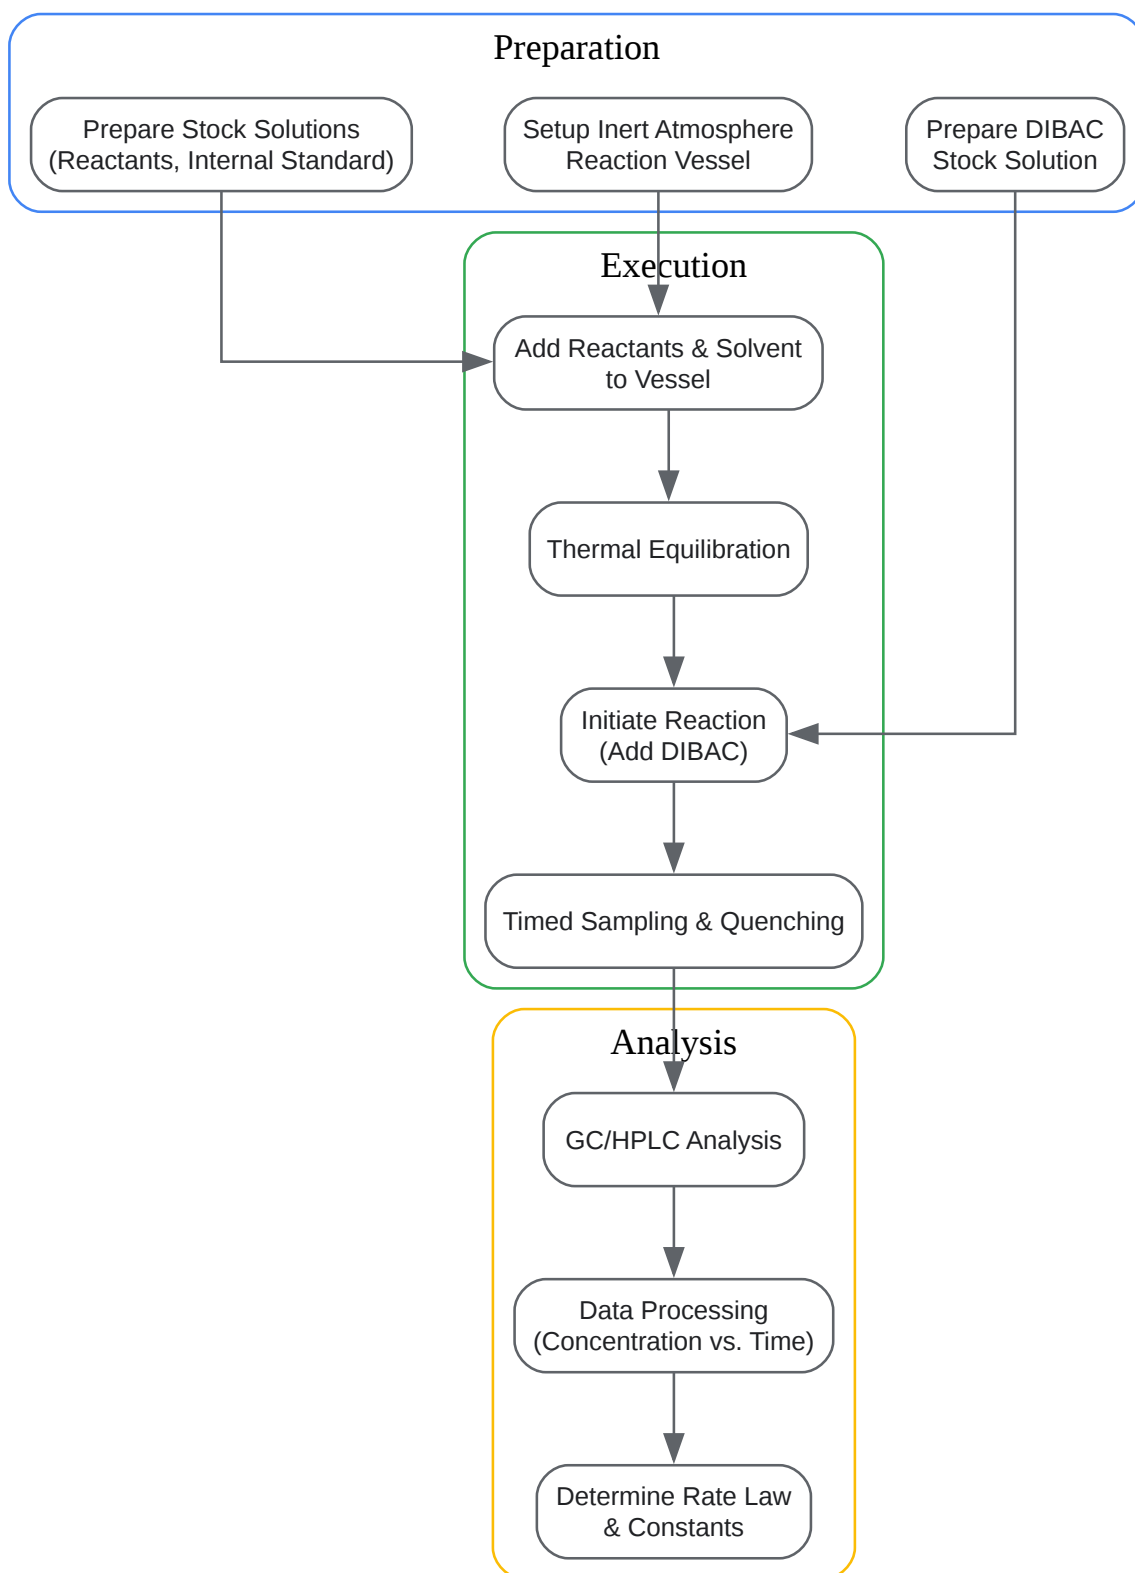 Preparation
Prepare Stock Solutions
(Reactants, Internal Standard)
Setup Inert Atmosphere
Reaction Vessel
Prepare DIBAC
Stock Solution
Execution
Add Reactants & Solvent
to Vessel
Thermal Equilibration
Initiate Reaction
(Add DIBAC)
Timed Sampling & Quenching
Analysis
GC/HPLC Analysis
Data Processing
(Concentration vs. Time)
Determine Rate Law
& Constants